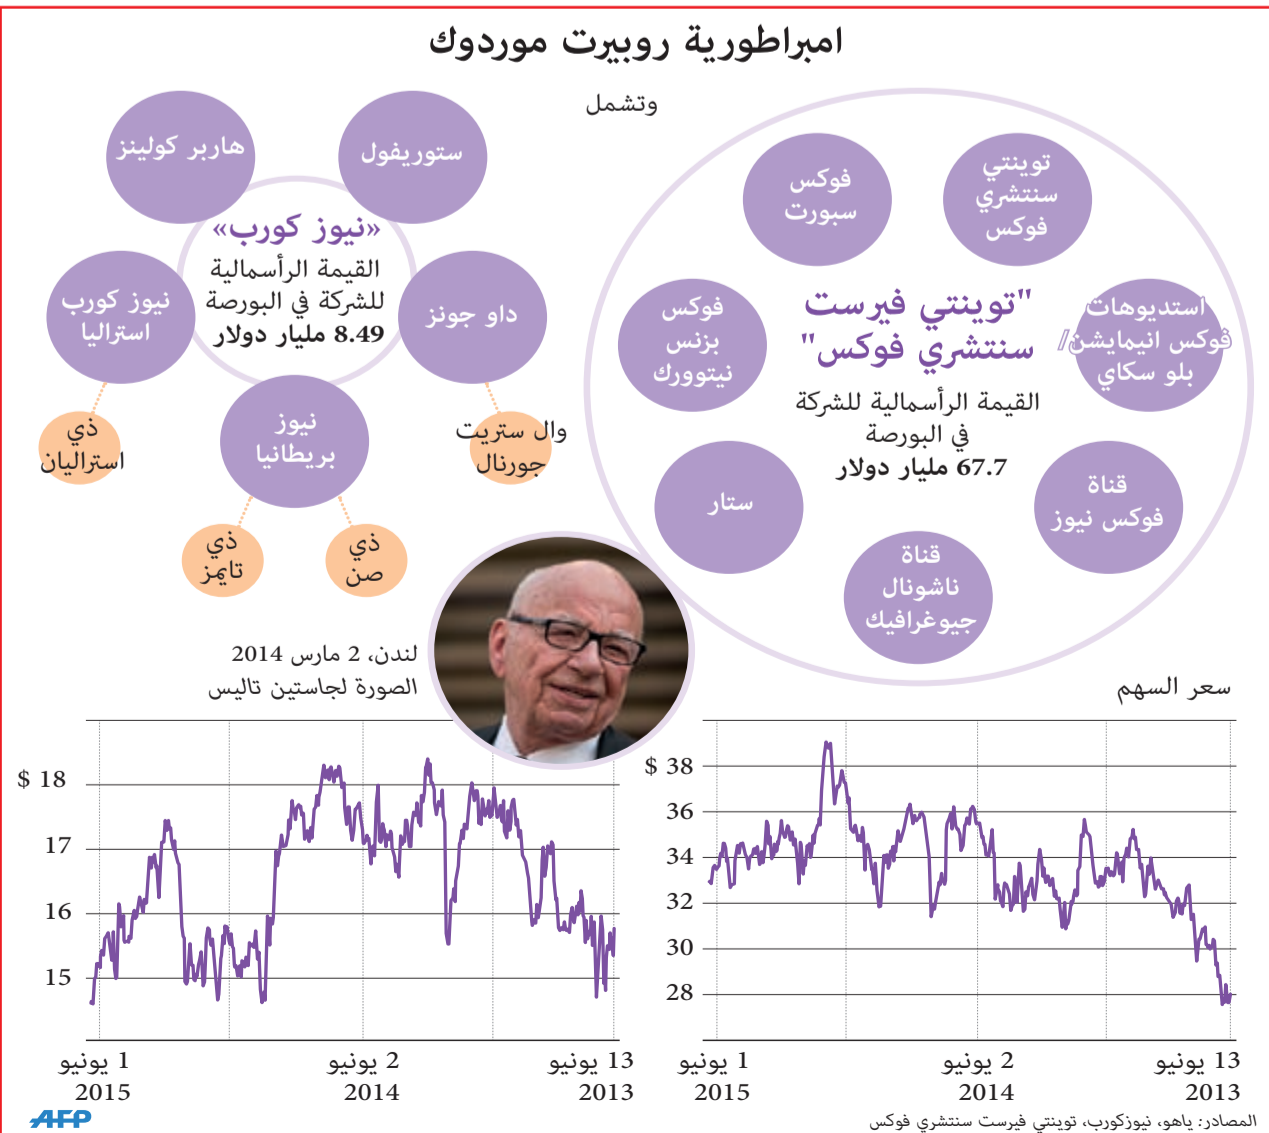 امبراطورية روبيرت موردوك
وتشمل
توينتي
سنتشري
فوكس
فوكس
سبورت
استديوهات
فوكس انيمايشن/
بلو سكاي
فوكس
بزنس
نيتوورك
"توينتي فيرست
سنتشري فوكس"
القيمة الرأسمالية للشركة
في البورصة
67.7 مليار دولار
قناة
فوكس نيوز
ستار
قناة
ناشونال
جيوغرافيك
ستوريفول
هاربر كولينز
«نيوز كورب»
القيمة الرأسمالية
للشركة في البورصة
8.49 مليار دولار
داو جونز
نيوز كورب
استراليا
نيوز
بريطانيا
وال ستريت
جورنال
ذي
استراليان
ذي
صن
ذي
تايمز
لندن، 2 مارس 2014
الصورة لجاستين تاليس
سعر السهم
$ 38
36
34
32
30
28
13 يونيو
2013
2 يونيو
2014
1 يونيو
2015
$ 18
17
16
15
13 يونيو
2013
2 يونيو
2014
1 يونيو
2015
المصادر: ياهو، نيوزكورب، توينتي فيرست سنتشري فوكس
AFP